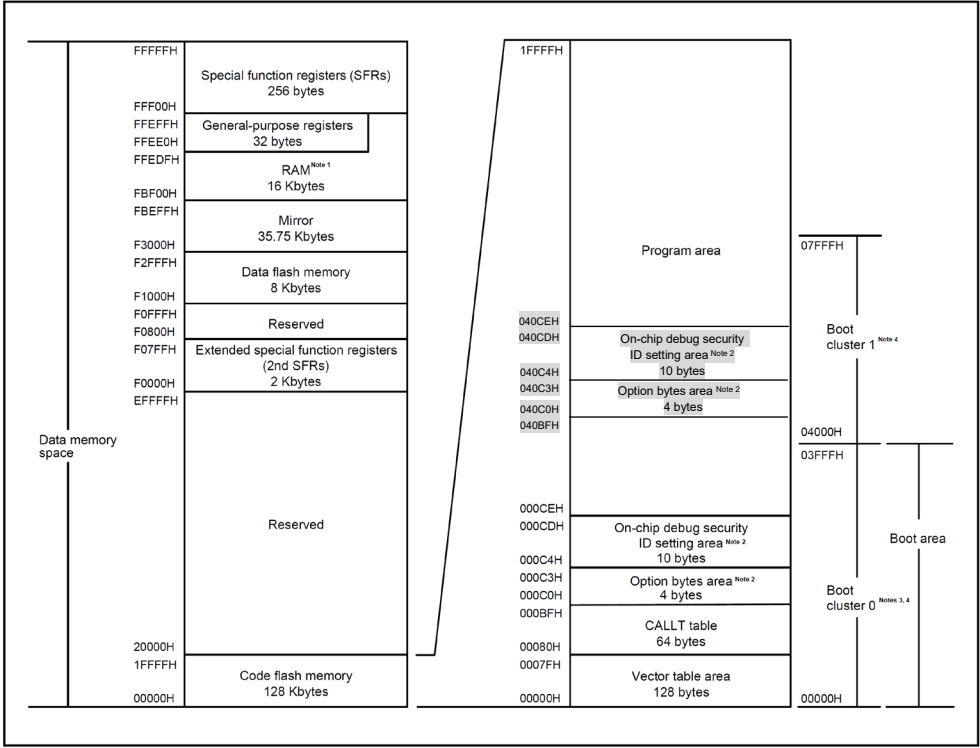 FFFFFH
Special function registers (SFRs)
256 bytes
FFF00H
FFEFFH
General-purpose registers
32 bytes
FFEE0H
FFEDFH
RAM Note 1
16 Kbytes
FBF00H
FBEFFH
Mirror
35.75 Kbytes
F3000H
F2FFFH
Data flash memory
8 Kbytes
F1000H
F0FFFH
Reserved
F0800H
F07FFH
Extended special function registers
(2nd SFRs)
2 Kbytes
F0000H
EFFFFH
Data memory
space
Reserved
20000H
1FFFFH
Code flash memory
128 Kbytes
00000H
1FFFFH
Program area
040CEH
040CDH
On-chip debug security
ID setting area Note 2
10 bytes
040C4H
040C3H
Option bytes area Note 2
4 bytes
040C0H
040BFH
000CEH
000CDH
On-chip debug security
ID setting area Note 2
10 bytes
000C4H
000C3H
Option bytes area Note 2
4 bytes
000C0H
000BFH
CALLT table
64 bytes
00080H
0007FH
Vector table area
128 bytes
00000H
07FFFH
Boot
cluster 1 Note 4
04000H
03FFFH
Boot area
Boot
cluster 0 Notes 3, 4
00000H